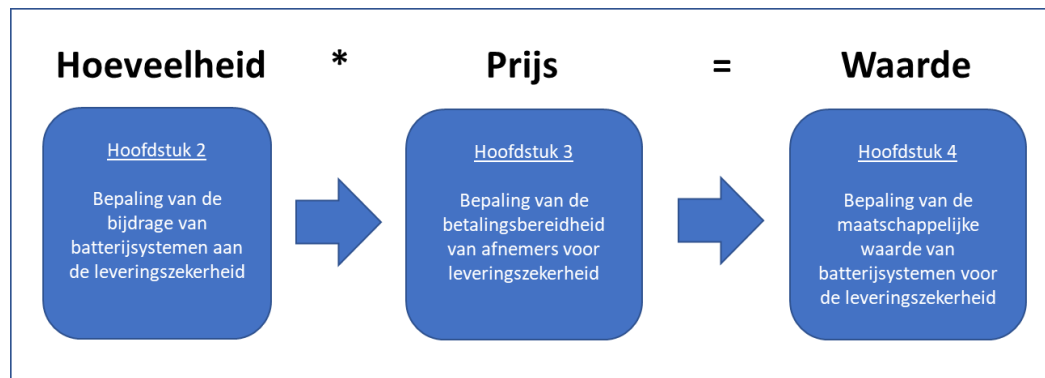 Hoeveelheid * Prijs = Waarde
Hoofdstuk 2
Bepaling van de
bijdrage van
batterijsystemen aan
de leveringszekerheid
Hoofdstuk 3
Bepaling van de
betalingsbereidheid
van afnemers voor
leveringszekerheid
Hoofdstuk 4
Bepaling van de
maatschappelijke
waarde van
batterijsystemen voor
de leveringszekerheid